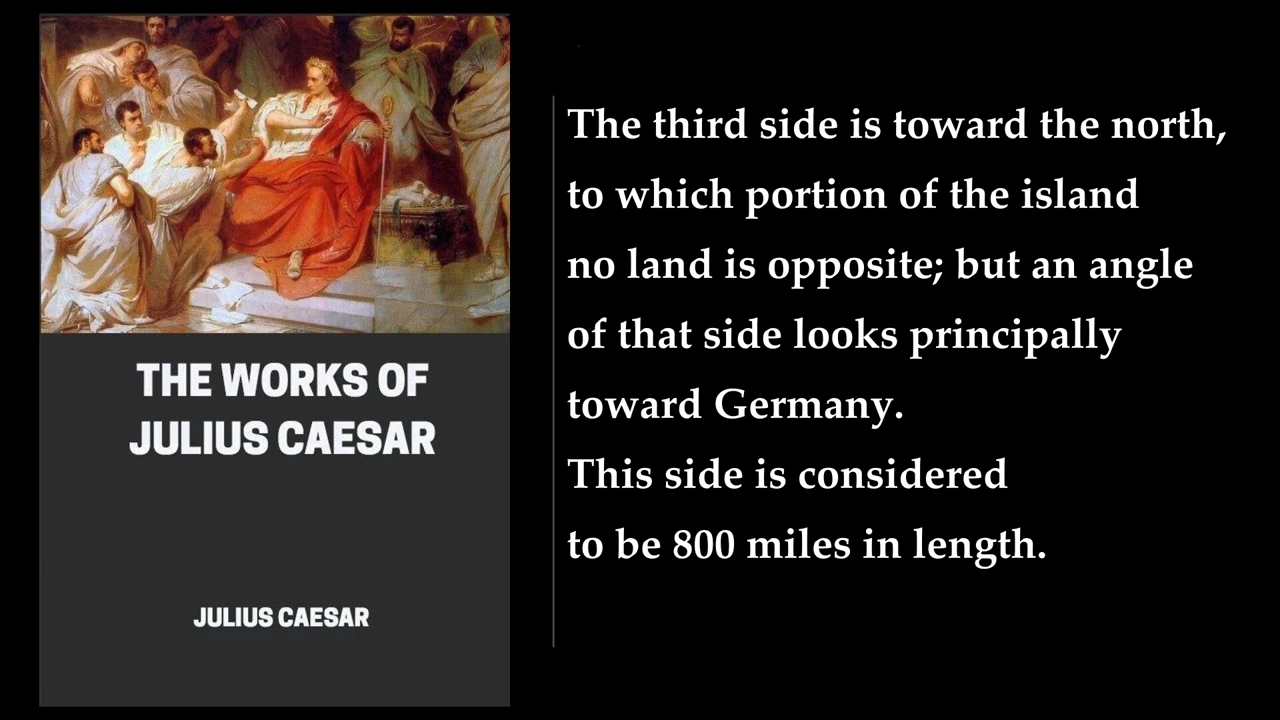 THE WORKS OF
JULIUS CAESAR
JULIUS CAESAR
The third side is toward the north,
to which portion of the island
no land is opposite; but an angle
of that side looks principally
toward Germany.
This side is considered
to be 800 miles in length.